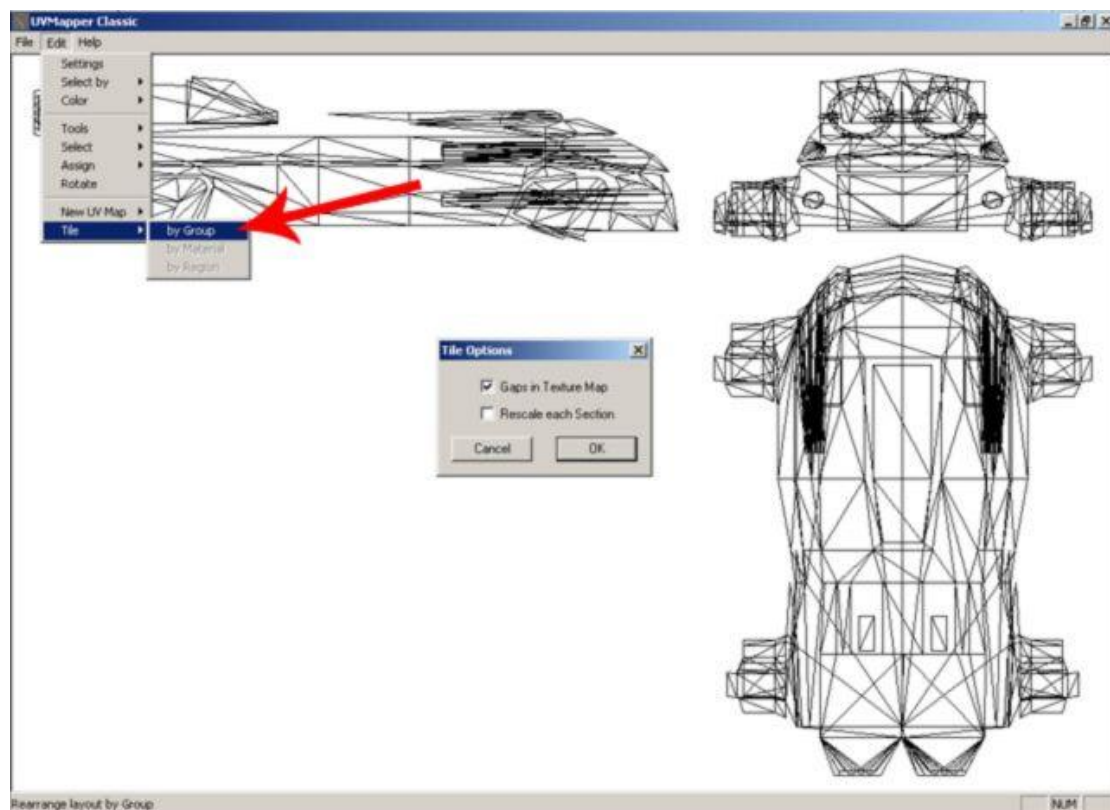 UVMapper Classic
File Edit Help
Settings
Select by
Color
Tools
Select
Assign
Rotate
New UV Map
Tile
by Group
by Material
by Region
Tile Options
Gaps in Texture Map
Rescale each Section
Cancel OK
Rearrange layout by Group
NUM